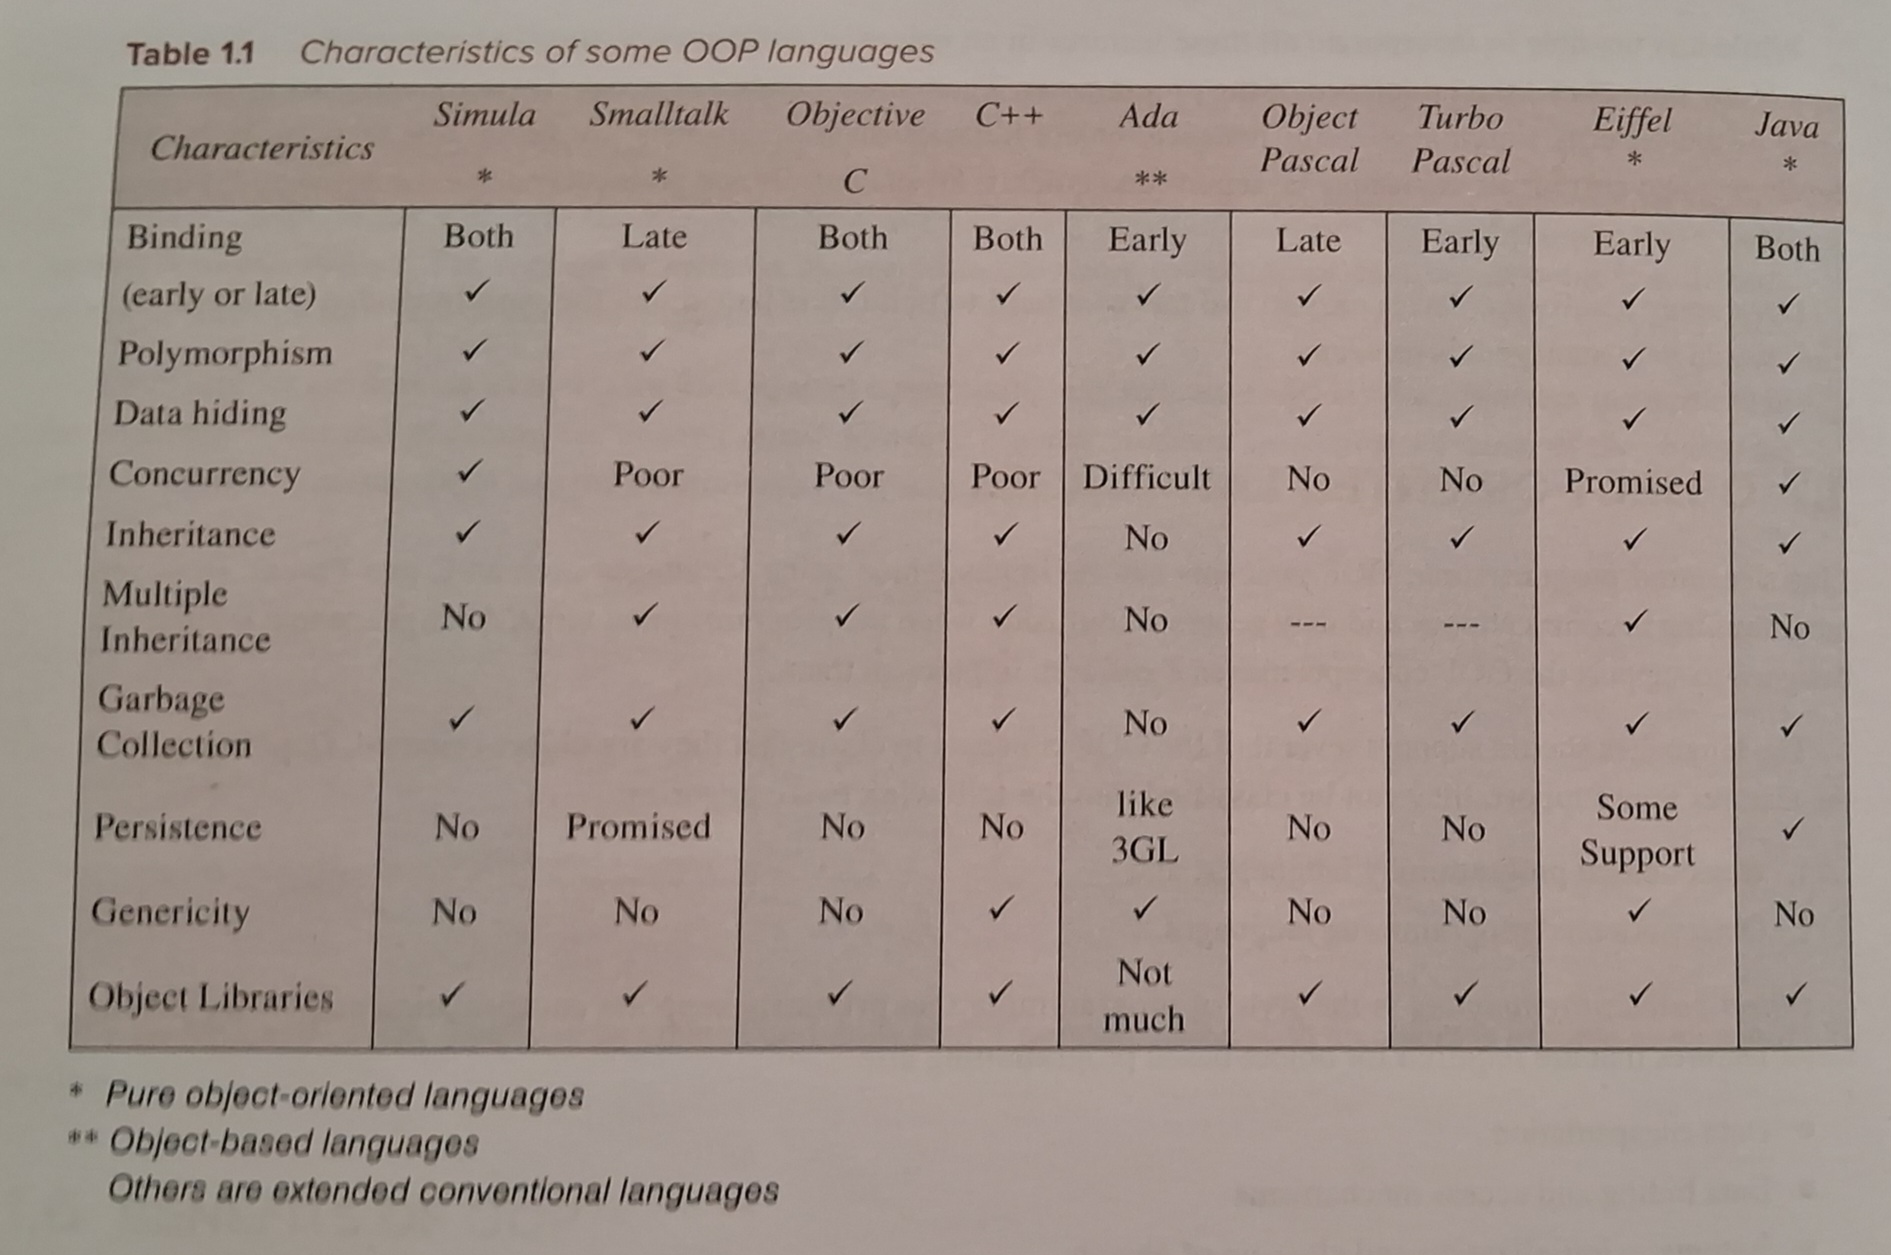 Table 1.1 Characteristics of some OOP languages
Characteristics Simula * Smalltalk * Objective C C++ Ada ** Object Pascal Turbo Pascal Eiffel * Java *
Binding Both Late Both Both Early Late Early Early Both
(early or late) ✓ ✓ ✓ ✓ ✓ ✓ ✓ ✓ ✓
Polymorphism ✓ ✓ ✓ ✓ ✓ ✓ ✓ ✓ ✓
Data hiding ✓ ✓ ✓ ✓ ✓ ✓ ✓ ✓ ✓
Concurrency ✓ Poor Poor Poor Difficult No No Promised ✓
Inheritance ✓ ✓ ✓ ✓ No ✓ ✓ ✓ ✓
Multiple Inheritance No ✓ ✓ ✓ No --- --- ✓ No
Garbage Collection ✓ ✓ ✓ ✓ No ✓ ✓ ✓ ✓
Persistence No Promised No No like 3GL No No Some Support ✓
Genericity No No No ✓ ✓ No No ✓ No
Object Libraries ✓ ✓ ✓ ✓ Not much ✓ ✓ ✓ ✓
* Pure object-oriented languages
** Object-based languages
Others are extended conventional languages